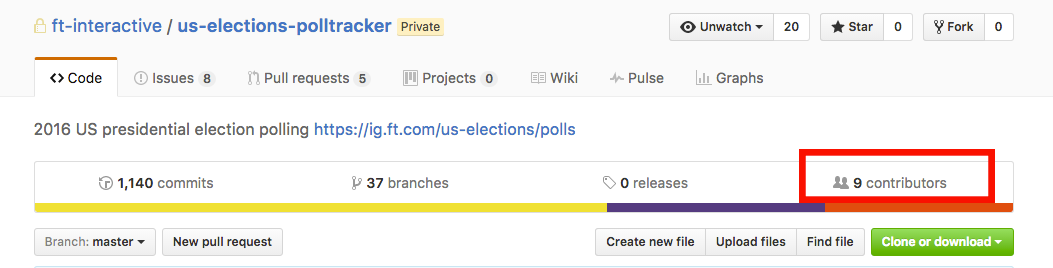 ft-interactive / us-elections-polltracker Private Unwatch 20 Star 0 Fork 0
Code Issues 8 Pull requests 5 Projects 0 Wiki Pulse Graphs
2016 US presidential election polling https://ig.ft.com/us-elections/polls
1,140 commits 37 branches 0 releases 9 contributors
Branch: master New pull request Create new file Upload files Find file Clone or download